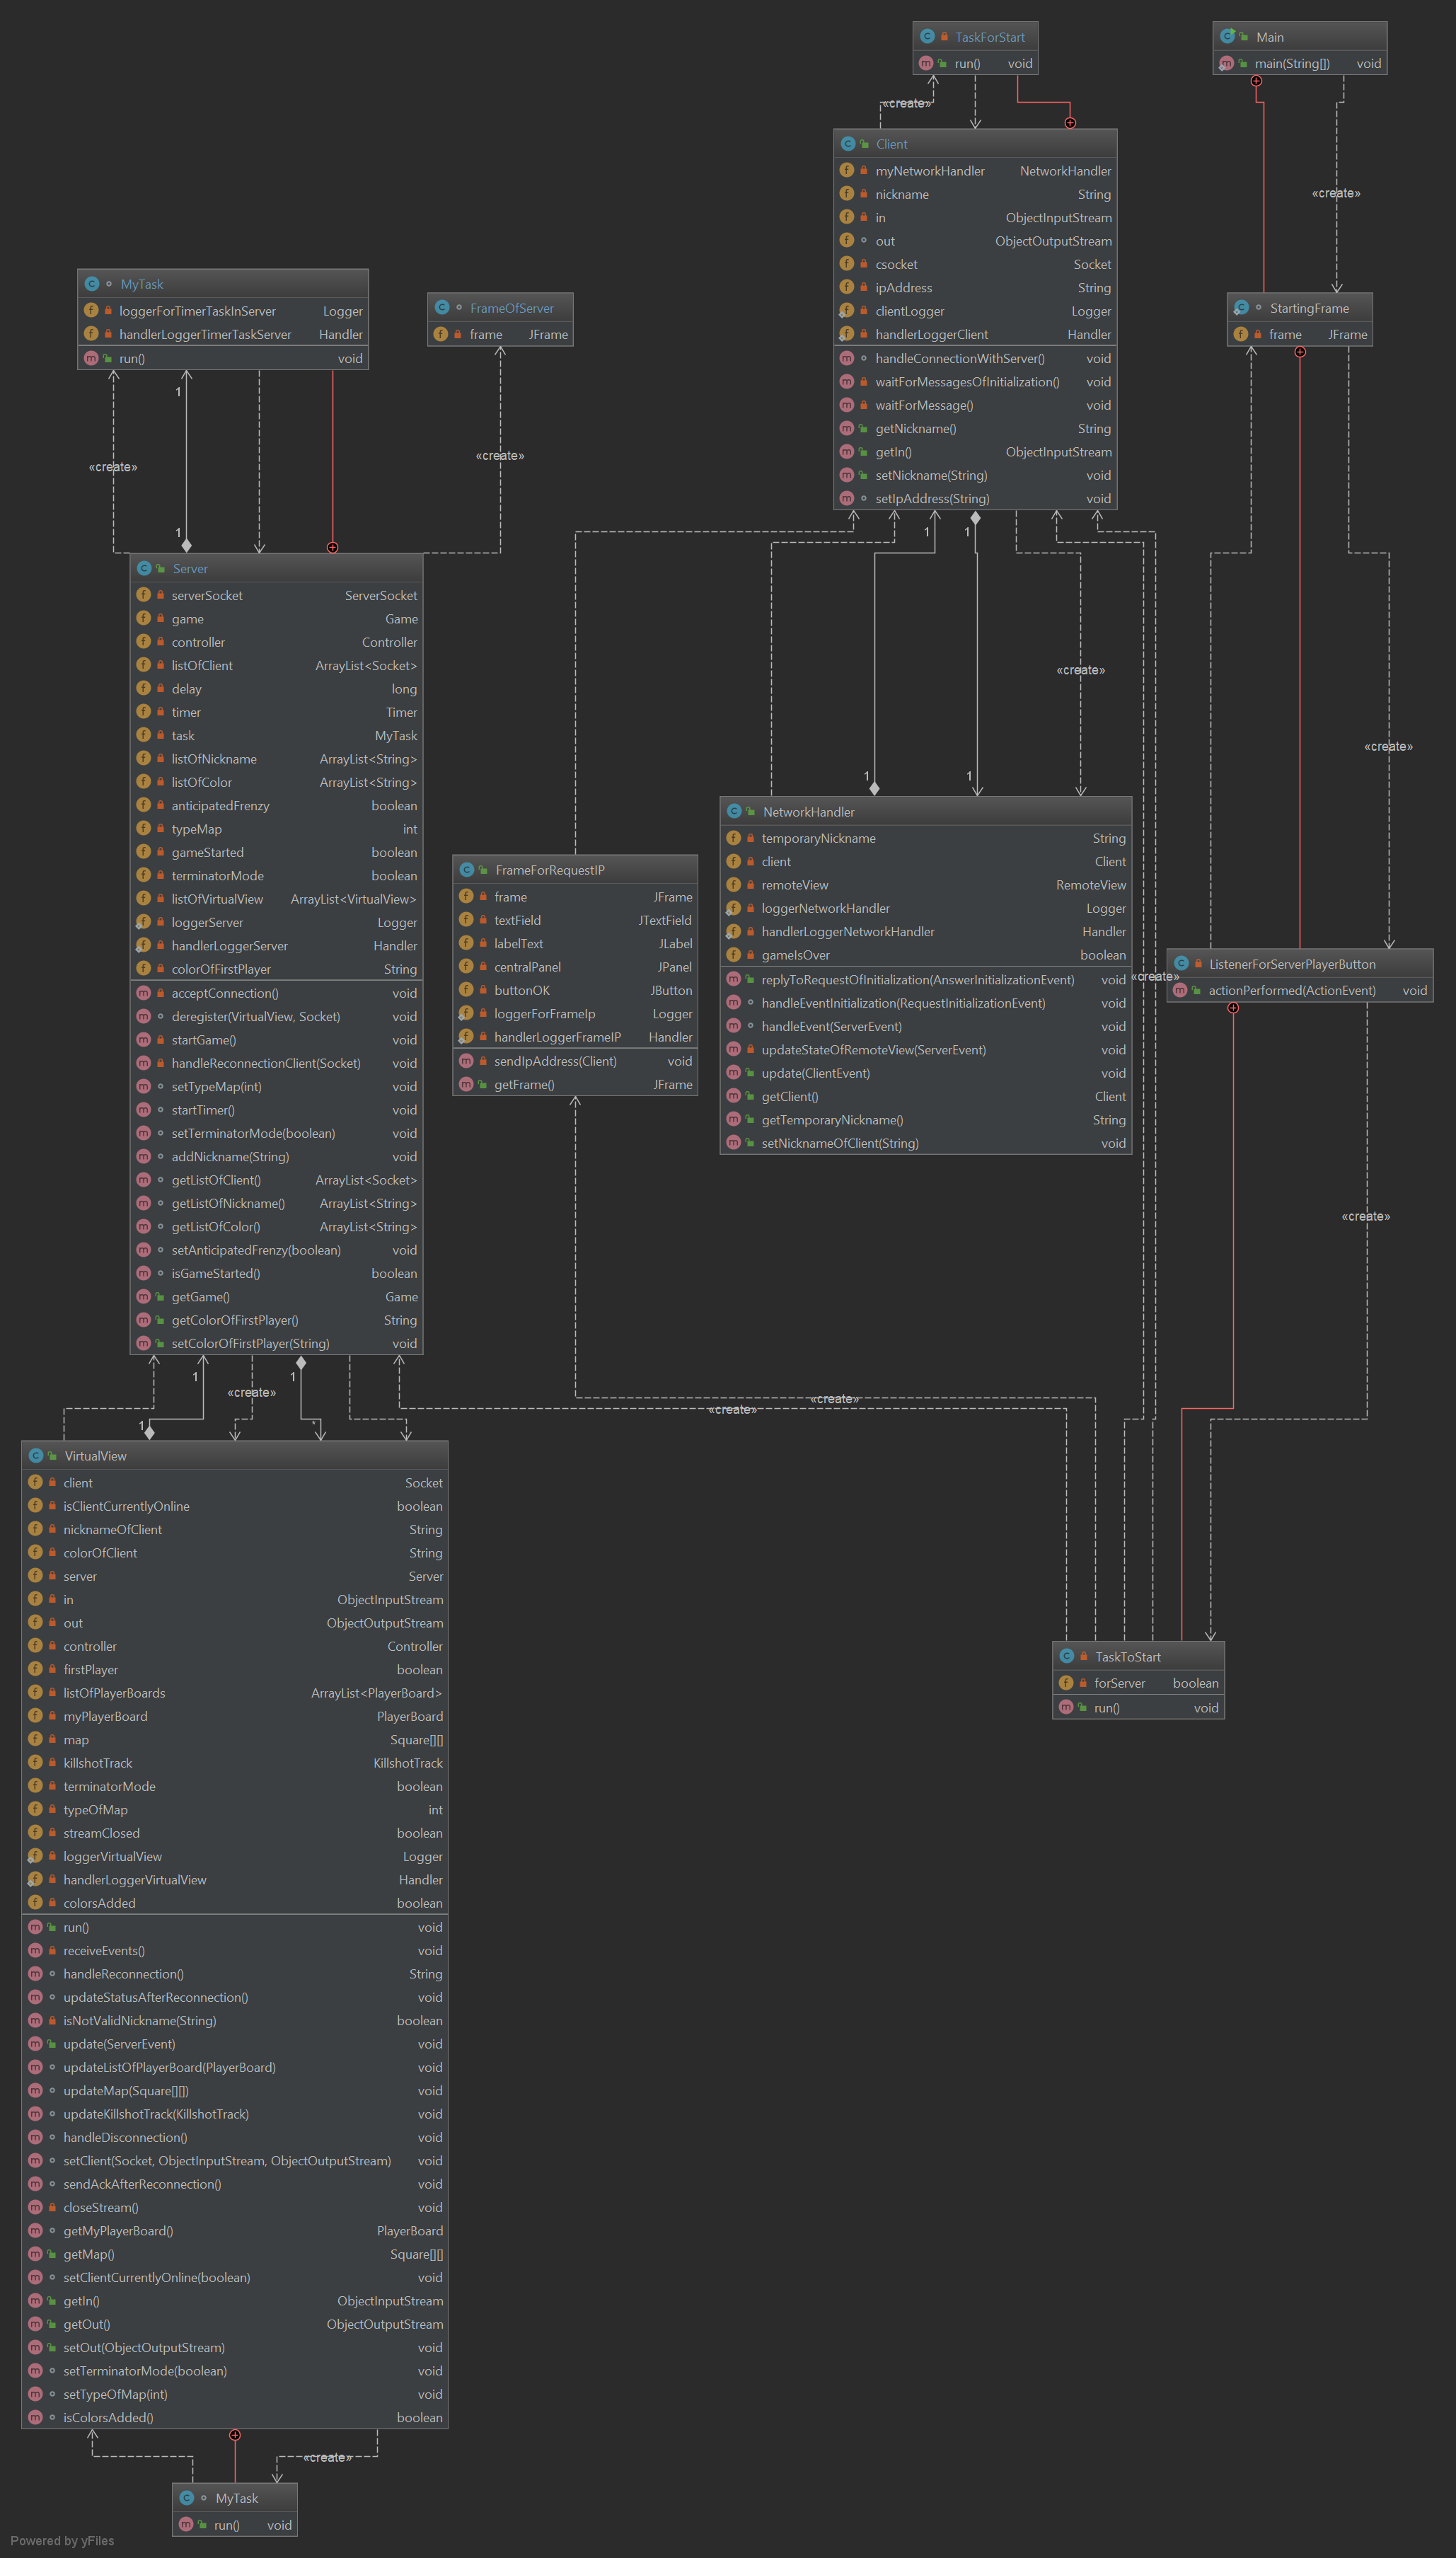 TaskForStart
run() void
Main
main(String[]) void
«create»
Client
myNetworkHandler NetworkHandler
nickname String
in ObjectInputStream
out ObjectOutputStream
csocket Socket
ipAddress String
clientLogger Logger
handlerLoggerClient Handler
handleConnectionWithServer() void
waitForMessagesOfInitialization() void
waitForMessage() void
getNickname() String
getIn() ObjectInputStream
setNickname(String) void
setIpAddress(String) void
«create»
MyTask
loggerForTimerTaskInServer Logger
handlerLoggerTimerTaskServer Handler
run() void
FrameOfServer
frame JFrame
StartingFrame
frame JFrame
1
«create»
«create»
1
1
1
Server
serverSocket ServerSocket
game Game
controller Controller
listOfClient ArrayList<Socket>
delay long
timer Timer
task MyTask
listOfNickname ArrayList<String>
listOfColor ArrayList<String>
anticipatedFrenzy boolean
typeMap int
gameStarted boolean
terminatorMode boolean
listOfVirtualView ArrayList<VirtualView>
loggerServer Logger
handlerLoggerServer Handler
colorOfFirstPlayer String
acceptConnection() void
deregister(VirtualView, Socket) void
startGame() void
handleReconnectionClient(Socket) void
setTypeMap(int) void
startTimer() void
setTerminatorMode(boolean) void
addNickname(String) void
getListOfClient() ArrayList<Socket>
getListOfNickname() ArrayList<String>
getListOfColor() ArrayList<String>
setAnticipatedFrenzy(boolean) void
isGameStarted() boolean
getGame() Game
getColorOfFirstPlayer() String
setColorOfFirstPlayer(String) void
«create»
«create»
1
1
NetworkHandler
temporaryNickname String
client Client
remoteView RemoteView
loggerNetworkHandler Logger
handlerLoggerNetworkHandler Handler
gameIsOver boolean
replyToRequestOfInitialization(AnswerInitializationEvent) void
handleEventInitialization(RequestInitializationEvent) void
handleEvent(ServerEvent) void
updateStateOfRemoteView(ServerEvent) void
update(ClientEvent) void
getClient() Client
getTemporaryNickname() String
setNicknameOfClient(String) void
FrameForRequestIP
frame JFrame
textField JTextField
labelText JLabel
centralPanel JPanel
buttonOK JButton
loggerForFrameIp Logger
handlerLoggerFrameIP Handler
sendIpAddress(Client) void
getFrame() JFrame
ListenerForServerPlayerButton
actionPerformed(ActionEvent) void
«create»
«create»
1
1
«create»
«create»
«create»
1
*
VirtualView
client Socket
isClientCurrentlyOnline boolean
nicknameOfClient String
colorOfClient String
server Server
in ObjectInputStream
out ObjectOutputStream
controller Controller
firstPlayer boolean
listOfPlayerBoards ArrayList<PlayerBoard>
myPlayerBoard PlayerBoard
map Square[][]
killshotTrack KillshotTrack
terminatorMode boolean
typeOfMap int
streamClosed boolean
loggerVirtualView Logger
handlerLoggerVirtualView Handler
colorsAdded boolean
run() void
receiveEvents() void
handleReconnection() String
updateStatusAfterReconnection() void
isNotValidNickname(String) boolean
update(ServerEvent) void
updateListOfPlayerBoard(PlayerBoard) void
updateMap(Square[][]) void
updateKillshotTrack(KillshotTrack) void
handleDisconnection() void
setClient(Socket, ObjectInputStream, ObjectOutputStream) void
sendAckAfterReconnection() void
closeStream() void
getMyPlayerBoard() PlayerBoard
getMap() Square[][]
setClientCurrentlyOnline(boolean) void
getIn() ObjectInputStream
getOut() ObjectOutputStream
setOut(ObjectOutputStream) void
setTerminatorMode(boolean) void
setTypeOfMap(int) void
isColorsAdded() boolean
TaskToStart
forServer boolean
run() void
«create»
MyTask
run() void
Powered by yFiles